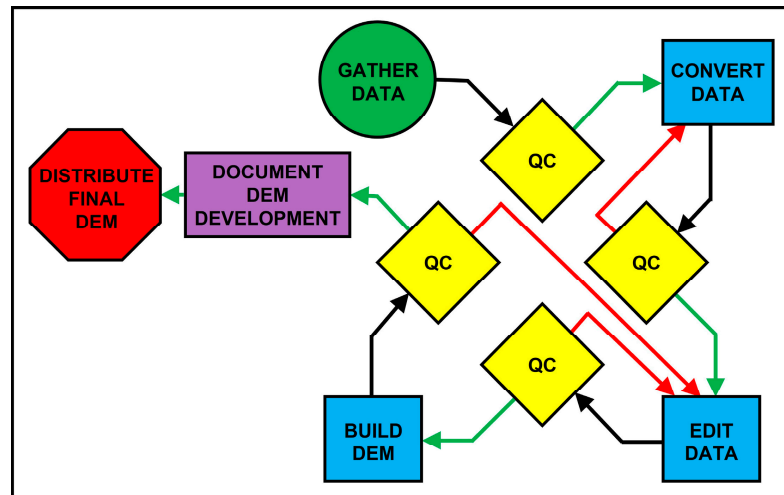 GATHER
DATA
QC
CONVERT
DATA
QC
EDIT
DATA
QC
BUILD
DEM
QC
DOCUMENT
DEM
DEVELOPMENT
DISTRIBUTE
FINAL
DEM